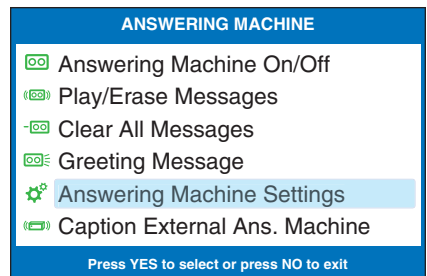 ANSWERING MACHINE
Answering Machine On/Off
Play/Erase Messages
Clear All Messages
Greeting Message
Answering Machine Settings
Caption External Ans. Machine
Press YES to select or press NO to exit